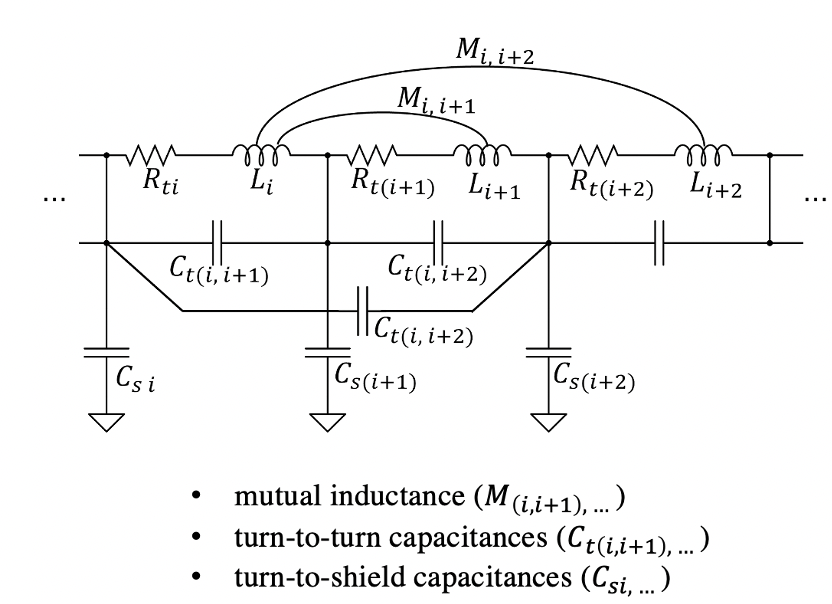 M_{i,i+2}
M_{i,i+1}
R_{ti} L_i R_{t(i+1)} L_{i+1} R_{t(i+2)} L_{i+2}
... ...
C_{t(i,i+1)} C_{t(i,i+2)}
C_{t(i,i+2)}
C_{s i} C_{s(i+1)} C_{s(i+2)}
• mutual inductance (M_{(i,i+1), ...})
• turn-to-turn capacitances (C_{t(i,i+1), ...})
• turn-to-shield capacitances (C_{si, ...})